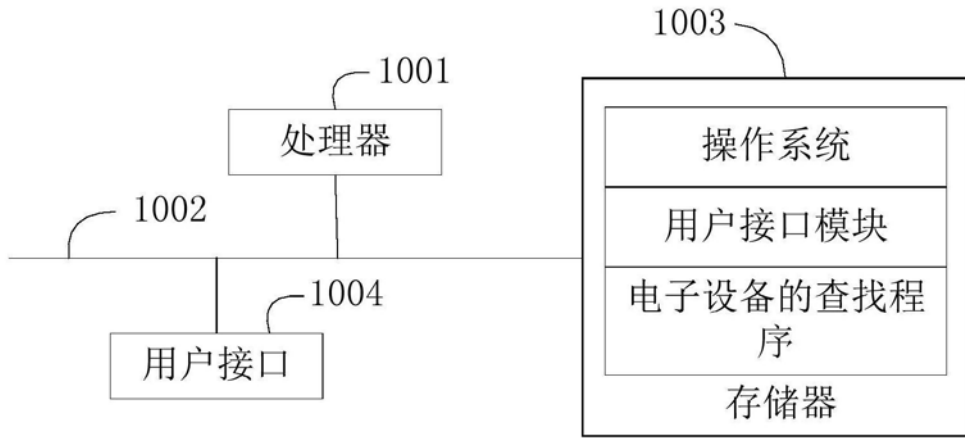 1003
1001
处理器
操作系统
1002
用户接口模块
1004
电子设备的查找程
序
用户接口
存储器